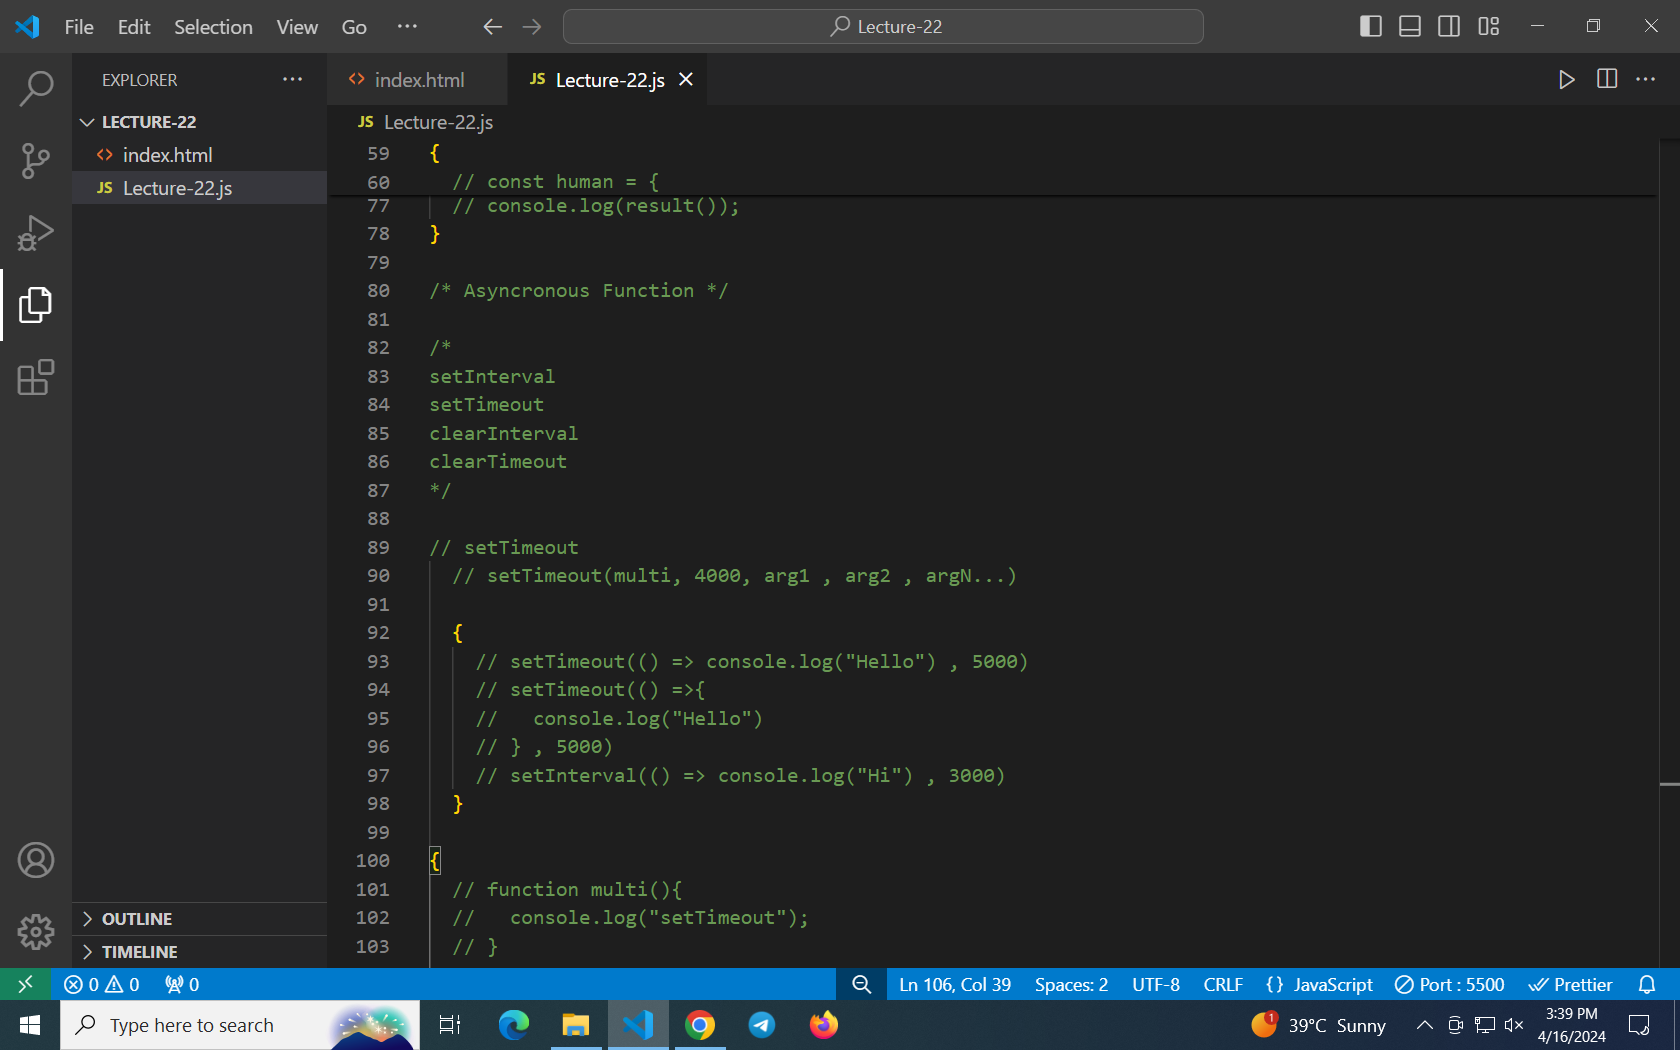 File Edit Selection View Go ···
Lecture-22
EXPLORER ···
<> index.html
JS Lecture-22.js
LECTURE-22
<> index.html
JS Lecture-22.js
JS Lecture-22.js
59 {
60 // const human = {
77 // console.log(result());
78 }
79
80 /* Asyncronous Function */
81
82 /*
83 setInterval
84 setTimeout
85 clearInterval
86 clearTimeout
87 */
88
89 // setTimeout
90 // setTimeout(multi, 4000, arg1 , arg2 , argN...)
91
92 {
93 // setTimeout(() => console.log("Hello") , 5000)
94 // setTimeout(() =>{
95 //   console.log("Hello")
96 // } , 5000)
97 // setInterval(() => console.log("Hi") , 3000)
98 }
99
100 {
101 // function multi(){
102 //   console.log("setTimeout");
103 // }
OUTLINE
TIMELINE
0 0 0
Ln 106, Col 39 Spaces: 2 UTF-8 CRLF {} JavaScript Port : 5500 Prettier
Type here to search
1
39°C Sunny
3:39 PM
4/16/2024